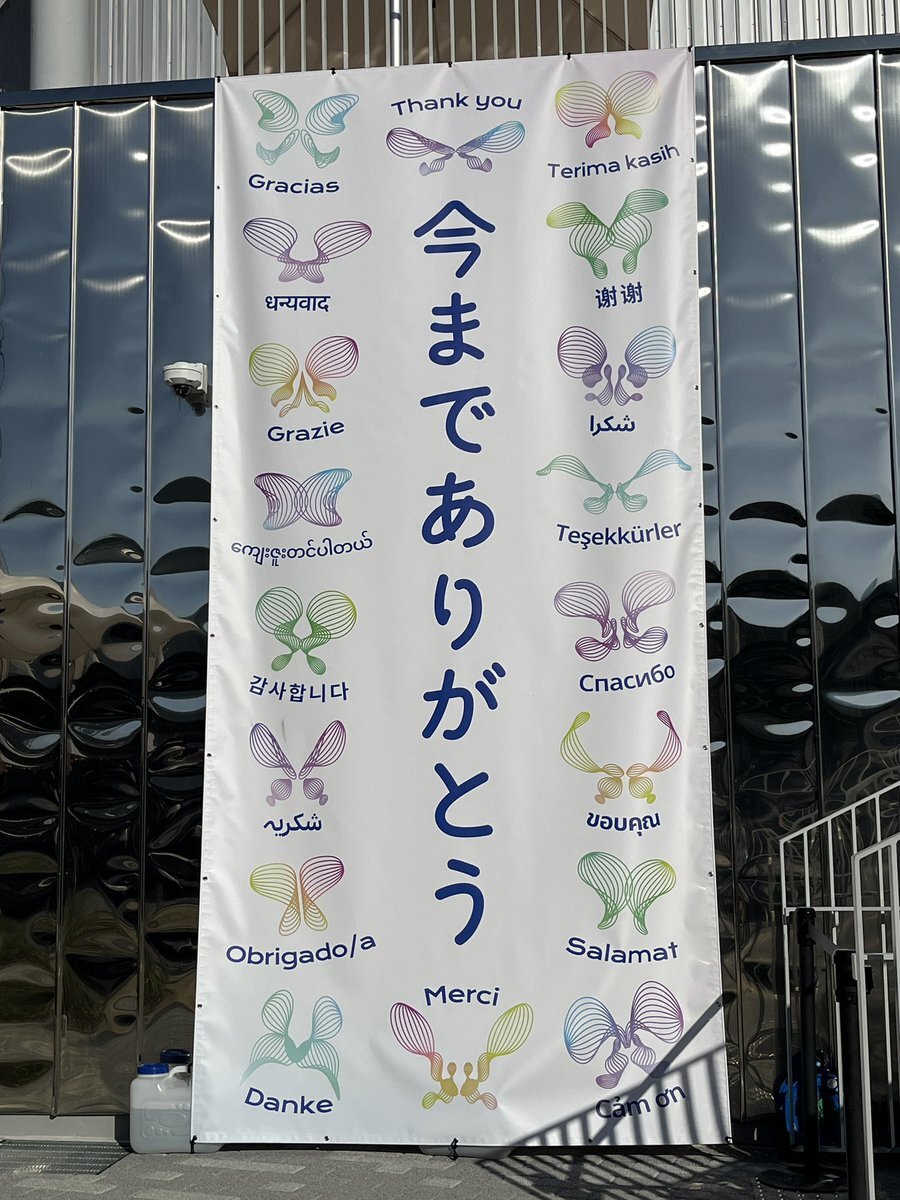 Thank you
Gracias
Terima kasih
今までありがとう
धन्यवाद
谢谢
Grazie
شكرا
ကျေးဇူးတင်ပါတယ်
Teşekkürler
감사합니다
Спасибо
شکریہ
ขอบคุณ
Obrigado/a
Salamat
Merci
Danke
Cảm ơn